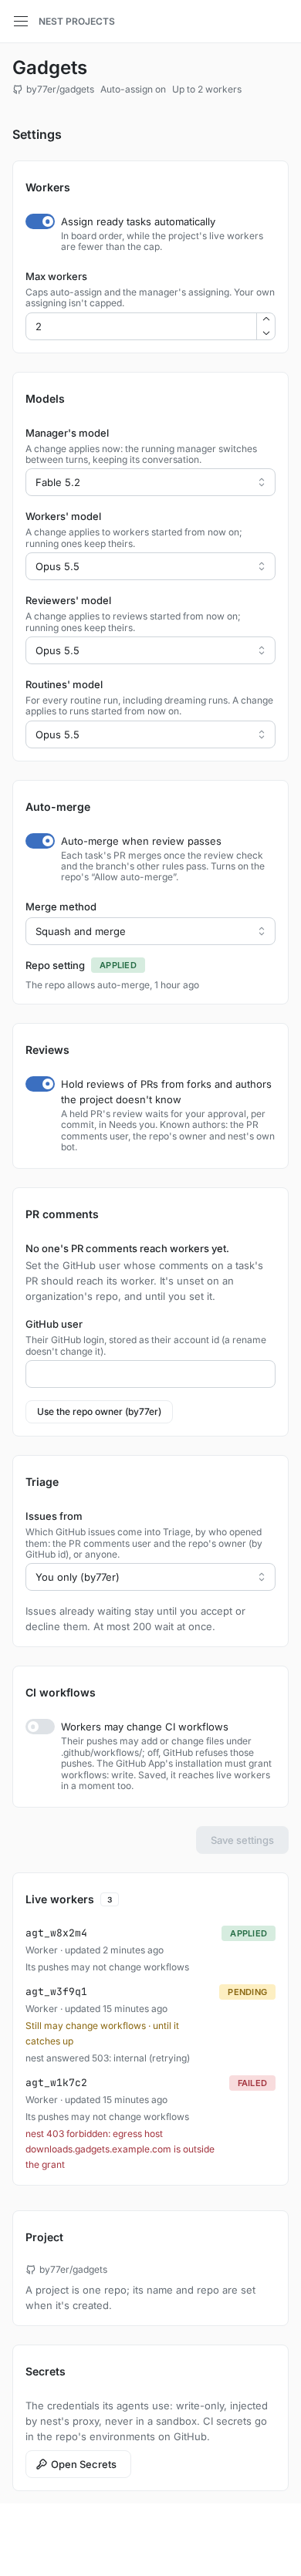 NEST PROJECTS
Gadgets
by77er/gadgets Auto-assign on Up to 2 workers
Settings
Workers
Assign ready tasks automatically
In board order, while the project's live workers
are fewer than the cap.
Max workers
Caps auto-assign and the manager's assigning. Your own
assigning isn't capped.
2
Models
Manager's model
A change applies now: the running manager switches
between turns, keeping its conversation.
Fable 5.2
Workers' model
A change applies to workers started from now on;
running ones keep theirs.
Opus 5.5
Reviewers' model
A change applies to reviews started from now on;
running ones keep theirs.
Opus 5.5
Routines' model
For every routine run, including dreaming runs. A change
applies to runs started from now on.
Opus 5.5
Auto-merge
Auto-merge when review passes
Each task's PR merges once the review check
and the branch's other rules pass. Turns on the
repo's "Allow auto-merge".
Merge method
Squash and merge
Repo setting APPLIED
The repo allows auto-merge, 1 hour ago
Reviews
Hold reviews of PRs from forks and authors
the project doesn't know
A held PR's review waits for your approval, per
commit, in Needs you. Known authors: the PR
comments user, the repo's owner and nest's own
bot.
PR comments
No one's PR comments reach workers yet.
Set the GitHub user whose comments on a task's
PR should reach its worker. It's unset on an
organization's repo, and until you set it.
GitHub user
Their GitHub login, stored as their account id (a rename
doesn't change it).
Use the repo owner (by77er)
Triage
Issues from
Which GitHub issues come into Triage, by who opened
them: the PR comments user and the repo's owner (by
GitHub id), or anyone.
You only (by77er)
Issues already waiting stay until you accept or
decline them. At most 200 wait at once.
CI workflows
Workers may change CI workflows
Their pushes may add or change files under
.github/workflows/; off, GitHub refuses those
pushes. The GitHub App's installation must grant
workflows: write. Saved, it reaches live workers
in a moment too.
Save settings
Live workers 3
agt_w8x2m4 APPLIED
Worker · updated 2 minutes ago
Its pushes may not change workflows
agt_w3f9q1 PENDING
Worker · updated 15 minutes ago
Still may change workflows · until it
catches up
nest answered 503: internal (retrying)
agt_w1k7c2 FAILED
Worker · updated 15 minutes ago
Its pushes may not change workflows
nest 403 forbidden: egress host
downloads.gadgets.example.com is outside
the grant
Project
by77er/gadgets
A project is one repo; its name and repo are set
when it's created.
Secrets
The credentials its agents use: write-only, injected
by nest's proxy, never in a sandbox. CI secrets go
in the repo's environments on GitHub.
Open Secrets